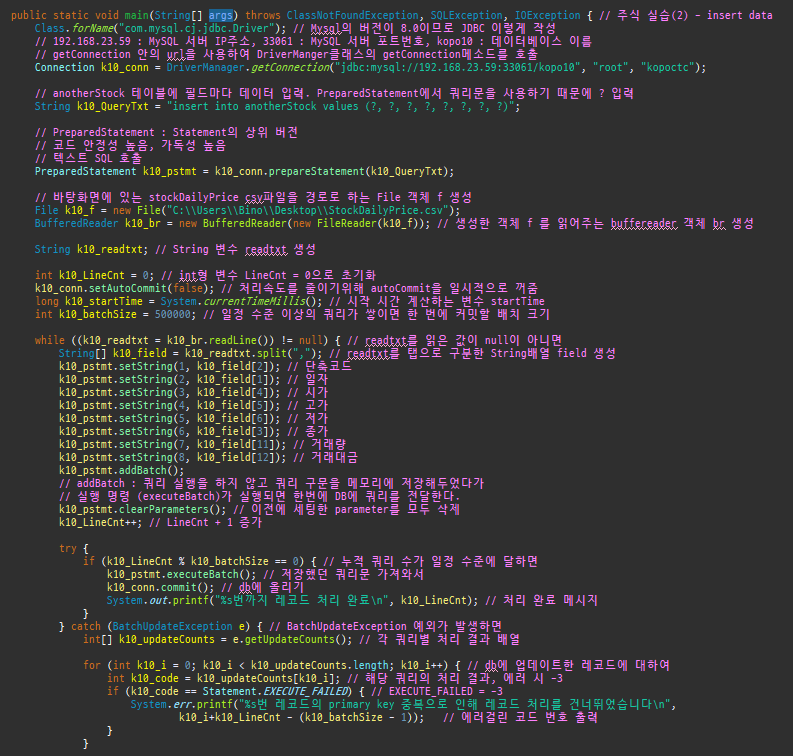 public static void main(String[] args) throws ClassNotFoundException, SQLException, IOException { // 주식 실습(2) - insert data
Class.forName("com.mysql.cj.jdbc.Driver"); // Mysql의 버전이 8.0이므로 JDBC 이렇게 작성
// 192.168.23.59 : MySQL 서버 IP주소, 33061 : MySQL 서버 포트번호, kopo10 : 데이터베이스 이름
// getConnection 안의 url을 사용하여 DriverManger클래스의 getConnection메소드를 호출
Connection k10_conn = DriverManager.getConnection("jdbc:mysql://192.168.23.59:33061/kopo10", "root", "kopoctc");
// anotherStock 테이블에 필드마다 데이터 입력. PreparedStatement에서 쿼리문을 사용하기 때문에 ? 입력
String k10_QueryTxt = "insert into anotherStock values (?, ?, ?, ?, ?, ?, ?, ?)";
// PreparedStatement : Statement의 상위 버전
// 코드 안정성 높음, 가독성 높음
// 텍스트 SQL 호출
PreparedStatement k10_pstmt = k10_conn.prepareStatement(k10_QueryTxt);
// 바탕화면에 있는 stockDailyPrice csv파일을 경로로 하는 File 객체 f 생성
File k10_f = new File("C:\\Users\\Bino\\Desktop\\StockDailyPrice.csv");
BufferedReader k10_br = new BufferedReader(new FileReader(k10_f)); // 생성한 객체 f 를 읽어주는 buffereader 객체 br 생성
String k10_readtxt; // String 변수 readtxt 생성
int k10_LineCnt = 0; // int형 변수 LineCnt = 0으로 초기화
k10_conn.setAutoCommit(false); // 처리속도를 줄이기위해 autoCommit을 일시적으로 꺼줌
long k10_startTime = System.currentTimeMillis(); // 시작 시간 계산하는 변수 startTime
int k10_batchSize = 500000; // 일정 수준 이상의 쿼리가 쌓이면 한 번에 커밋할 배치 크기
while ((k10_readtxt = k10_br.readLine()) != null) { // readtxt를 읽은 값이 null이 아니면
String[] k10_field = k10_readtxt.split(","); // readtxt를 탭으로 구분한 String배열 field 생성
k10_pstmt.setString(1, k10_field[2]); // 단축코드
k10_pstmt.setString(2, k10_field[1]); // 일자
k10_pstmt.setString(3, k10_field[4]); // 시가
k10_pstmt.setString(4, k10_field[5]); // 고가
k10_pstmt.setString(5, k10_field[6]); // 저가
k10_pstmt.setString(6, k10_field[3]); // 종가
k10_pstmt.setString(7, k10_field[11]); // 거래량
k10_pstmt.setString(8, k10_field[12]); // 거래대금
k10_pstmt.addBatch();
// addBatch : 쿼리 실행을 하지 않고 쿼리 구문을 메모리에 저장해두었다가
// 실행 명령 (executeBatch)가 실행되면 한번에 DB에 쿼리를 전달한다.
k10_pstmt.clearParameters(); // 이전에 세팅한 parameter를 모두 삭제
k10_LineCnt++; // LineCnt + 1 증가
try {
if (k10_LineCnt % k10_batchSize == 0) { // 누적 쿼리 수가 일정 수준에 달하면
k10_pstmt.executeBatch(); // 저장했던 쿼리문 가져와서
k10_conn.commit(); // db에 올리기
System.out.printf("%s번까지 레코드 처리 완료\n", k10_LineCnt); // 처리 완료 메시지
}
} catch (BatchUpdateException e) { // BatchUpdateException 예외가 발생하면
int[] k10_updateCounts = e.getUpdateCounts(); // 각 쿼리별 처리 결과 배열
for (int k10_i = 0; k10_i < k10_updateCounts.length; k10_i++) { // db에 업데이트한 레코드에 대하여
int k10_code = k10_updateCounts[k10_i]; // 해당 쿼리의 처리 결과, 에러 시 -3
if (k10_code == Statement.EXECUTE_FAILED) { // EXECUTE_FAILED = -3
System.err.printf("%s번 레코드의 primary key 중복으로 인해 레코드 처리를 건너뛰었습니다\n",
k10_i+k10_LineCnt - (k10_batchSize - 1)); // 에러걸린 코드 번호 출력
}
}